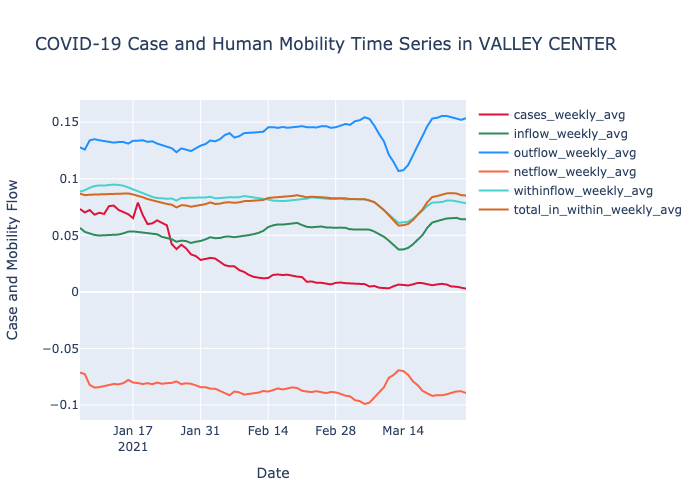 COVID-19 Case and Human Mobility Time Series in VALLEY CENTER
cases_weekly_avg
inflow_weekly_avg
outflow_weekly_avg
netflow_weekly_avg
withinflow_weekly_avg
total_in_within_weekly_avg
Case and Mobility Flow
0.15
0.1
0.05
0
−0.05
−0.1
Jan 17
2021
Jan 31
Feb 14
Feb 28
Mar 14
Date